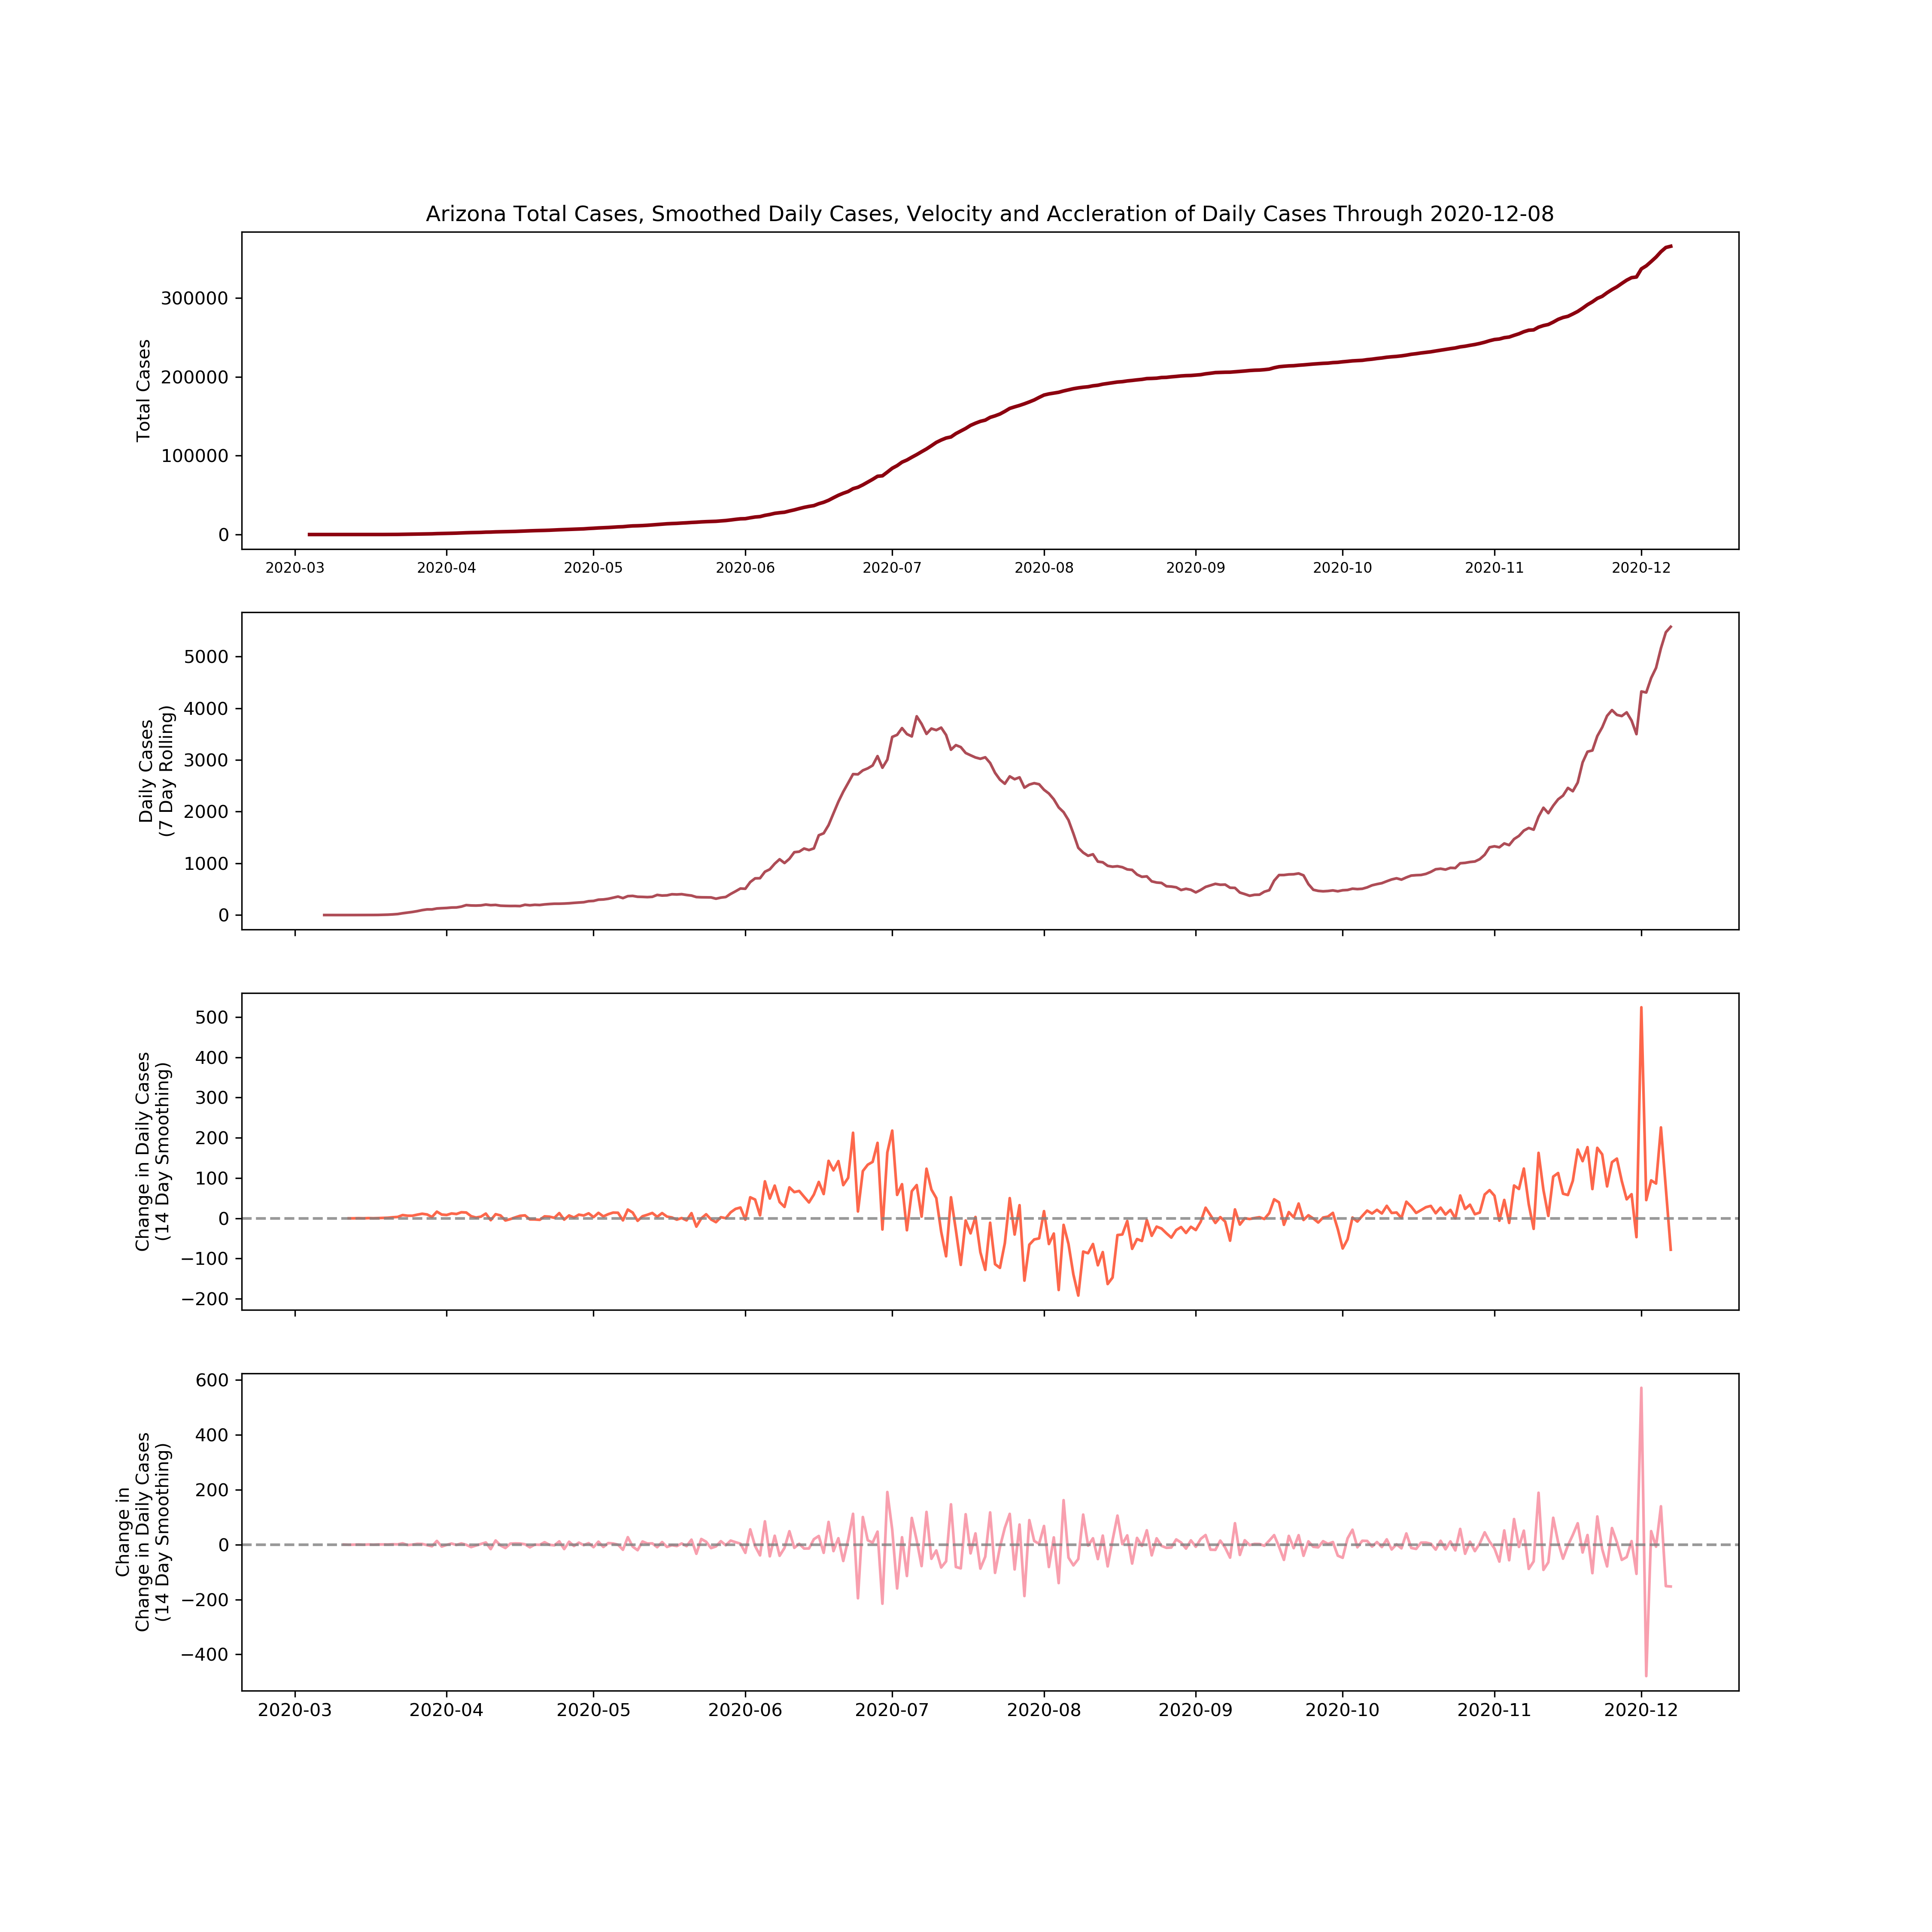 Arizona Total Cases, Smoothed Daily Cases, Velocity and Accleration of Daily Cases Through 2020-12-08
Total Cases
300000
200000
100000
0
2020-03 2020-04 2020-05 2020-06 2020-07 2020-08 2020-09 2020-10 2020-11 2020-12
Daily Cases
(7 Day Rolling)
5000
4000
3000
2000
1000
0
Change in Daily Cases
(14 Day Smoothing)
500
400
300
200
100
0
−100
−200
Change in
Change in Daily Cases
(14 Day Smoothing)
600
400
200
0
−200
−400
2020-03 2020-04 2020-05 2020-06 2020-07 2020-08 2020-09 2020-10 2020-11 2020-12